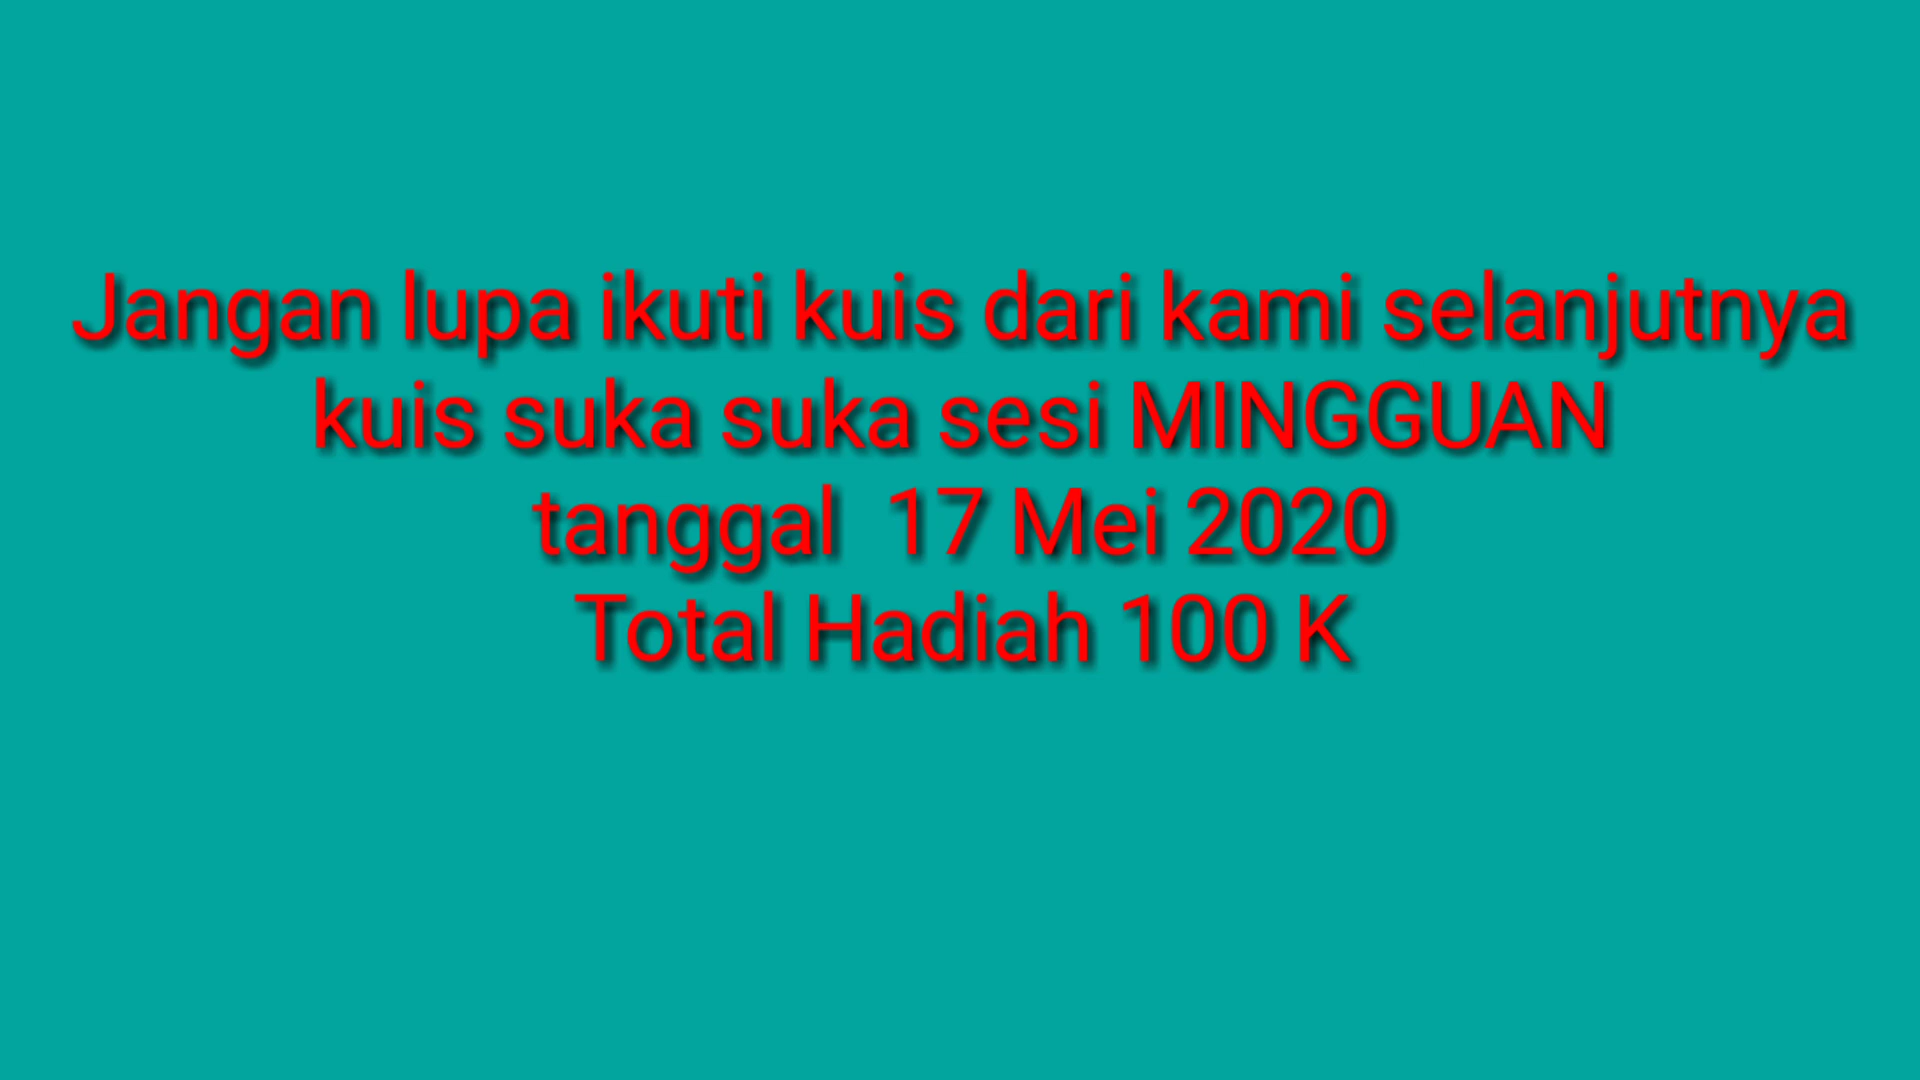 Jangan lupa ikuti kuis dari kami selanjutnya
kuis suka suka sesi MINGGUAN
tanggal  17 Mei 2020
Total Hadiah 100 K